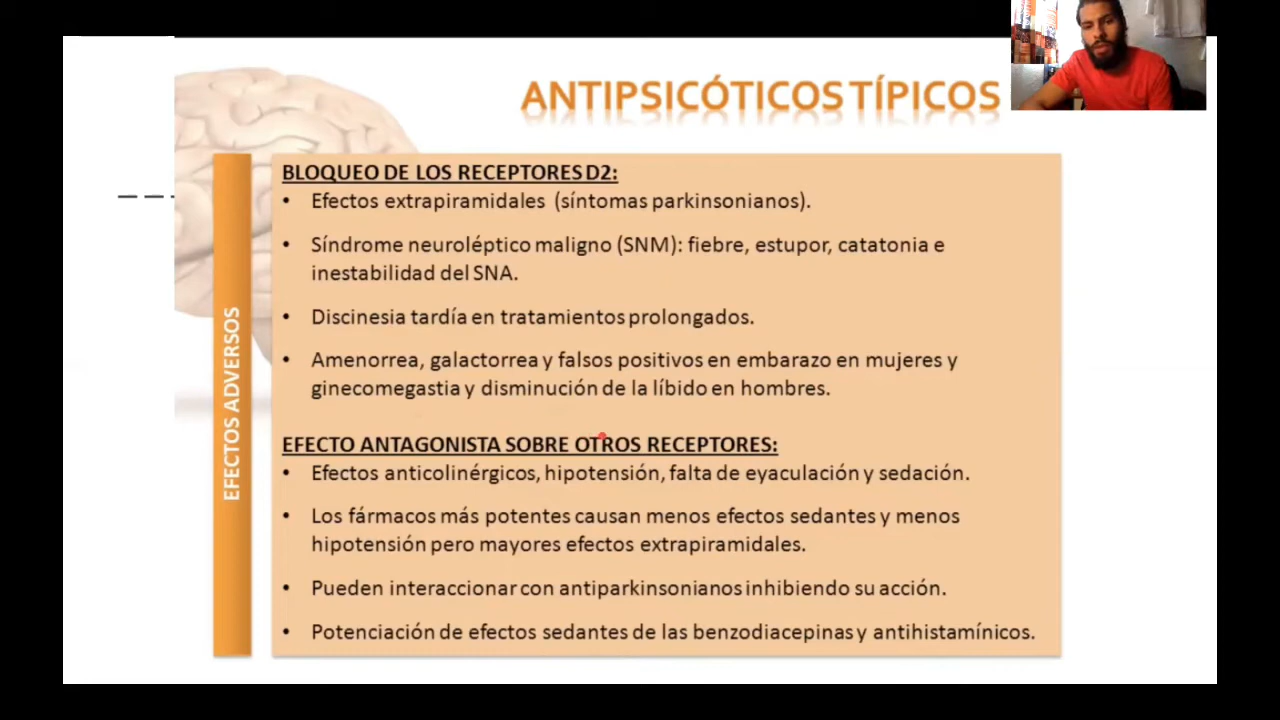 ANTIPSICÓTICOS TÍPICOS
EFECTOS ADVERSOS
BLOQUEO DE LOS RECEPTORES D2:
• Efectos extrapiramidales (síntomas parkinsonianos).
• Síndrome neuroléptico maligno (SNM): fiebre, estupor, catatonia e
inestabilidad del SNA.
• Discinesia tardía en tratamientos prolongados.
• Amenorrea, galactorrea y falsos positivos en embarazo en mujeres y
ginecomegastia y disminución de la líbido en hombres.
EFECTO ANTAGONISTA SOBRE OTROS RECEPTORES:
• Efectos anticolinérgicos, hipotensión, falta de eyaculación y sedación.
• Los fármacos más potentes causan menos efectos sedantes y menos
hipotensión pero mayores efectos extrapiramidales.
• Pueden interaccionar con antiparkinsonianos inhibiendo su acción.
• Potenciación de efectos sedantes de las benzodiacepinas y antihistamínicos.